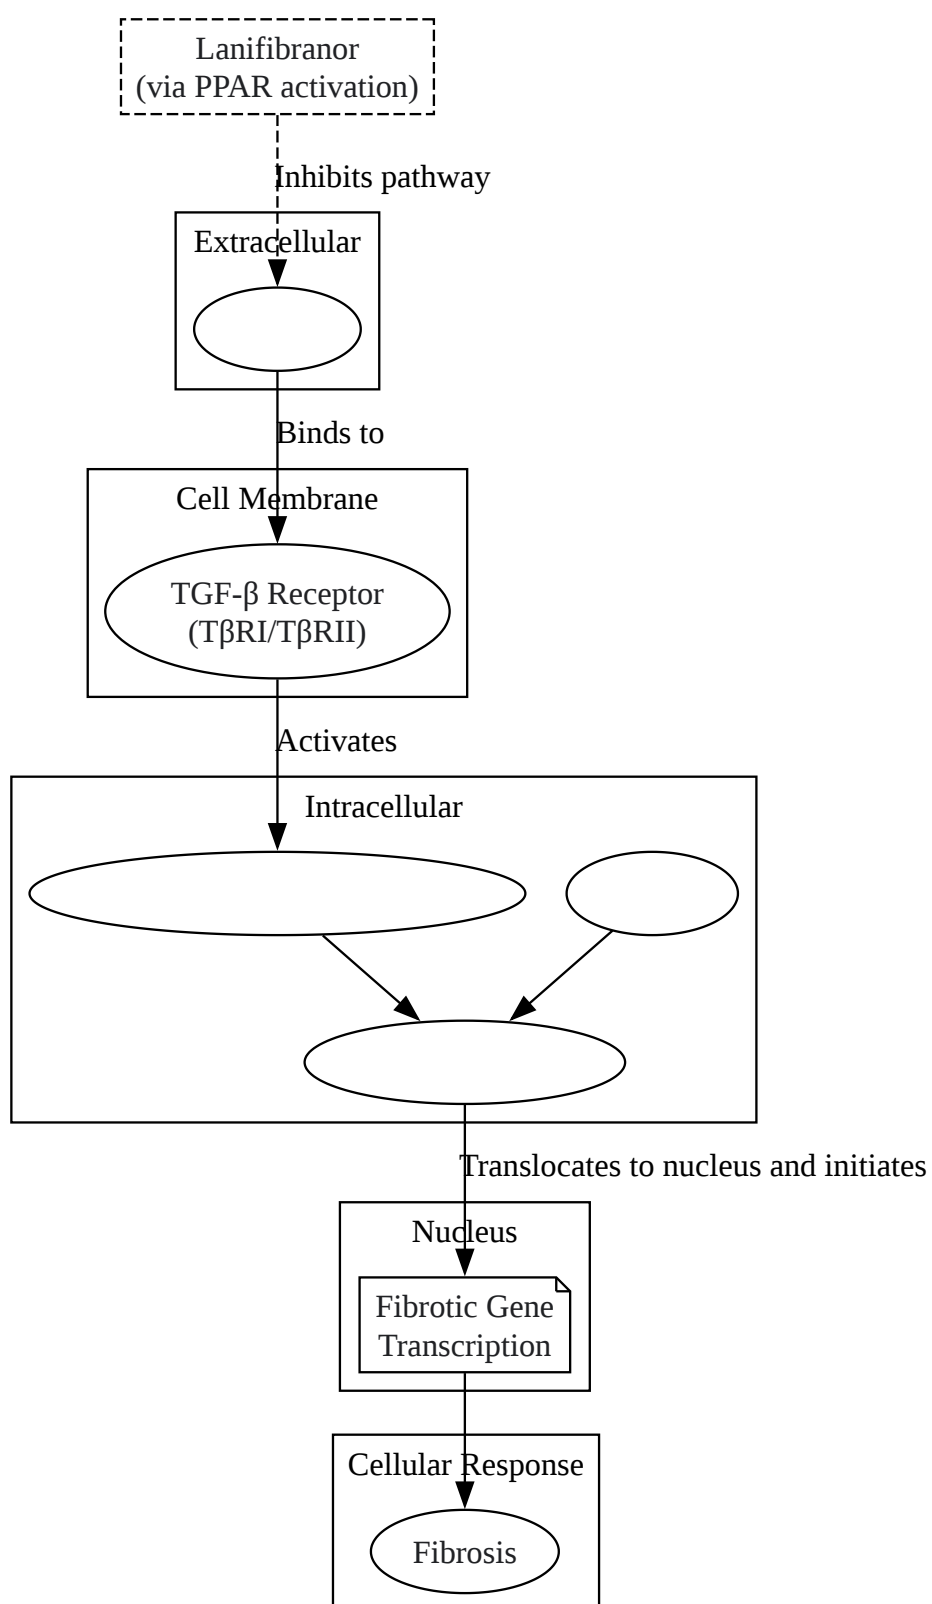 Lanifibranor
(via PPAR activation)
Inhibits pathway
Extracellular
Binds to
Cell Membrane
TGF-β Receptor
(TβRI/TβRII)
Activates
Intracellular
Translocates to nucleus and initiates
Nucleus
Fibrotic Gene
Transcription
Cellular Response
Fibrosis